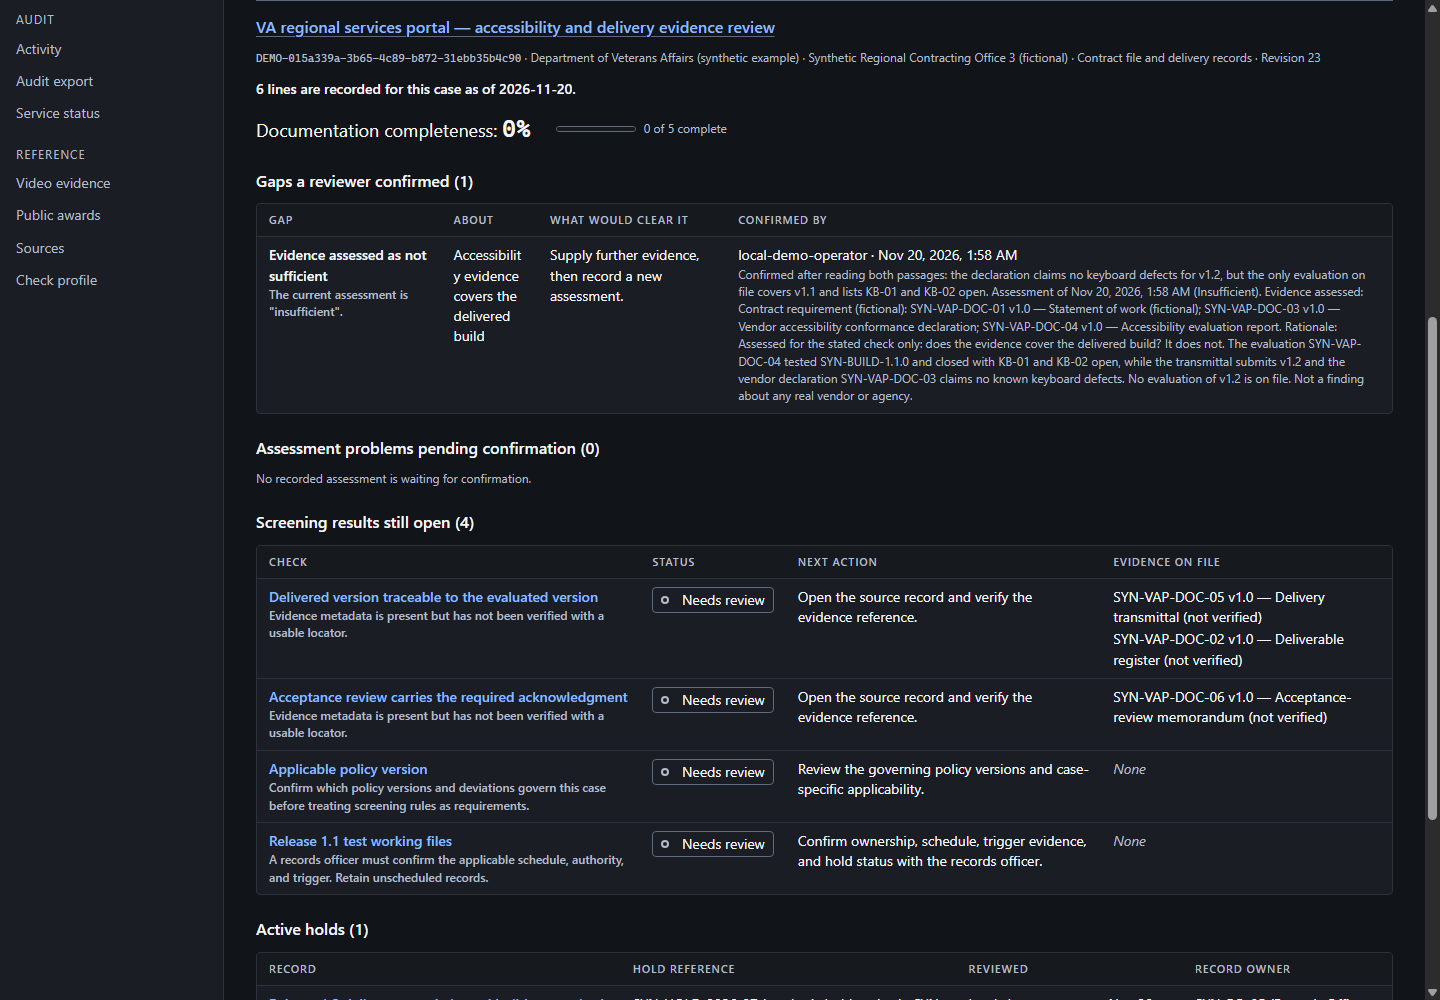 AUDIT
Activity
Audit export
Service status
REFERENCE
Video evidence
Public awards
Sources
Check profile
VA regional services portal — accessibility and delivery evidence review
DEMO-015a339a-3b65-4c89-b872-31ebb35b4c90 · Department of Veterans Affairs (synthetic example) · Synthetic Regional Contracting Office 3 (fictional) · Contract file and delivery records · Revision 23
6 lines are recorded for this case as of 2026-11-20.
Documentation completeness: 0% 0 of 5 complete
Gaps a reviewer confirmed (1)
GAP ABOUT WHAT WOULD CLEAR IT CONFIRMED BY
Evidence assessed as not
sufficient
The current assessment is
"insufficient".
Accessibilit
y evidence
covers the
delivered
build
Supply further evidence,
then record a new
assessment.
local-demo-operator · Nov 20, 2026, 1:58 AM
Confirmed after reading both passages: the declaration claims no keyboard defects for v1.2, but the only evaluation on
file covers v1.1 and lists KB-01 and KB-02 open. Assessment of Nov 20, 2026, 1:58 AM (Insufficient). Evidence assessed:
Contract requirement (fictional): SYN-VAP-DOC-01 v1.0 — Statement of work (fictional); SYN-VAP-DOC-03 v1.0 —
Vendor accessibility conformance declaration; SYN-VAP-DOC-04 v1.0 — Accessibility evaluation report. Rationale:
Assessed for the stated check only: does the evidence cover the delivered build? It does not. The evaluation SYN-VAP-
DOC-04 tested SYN-BUILD-1.1.0 and closed with KB-01 and KB-02 open, while the transmittal submits v1.2 and the
vendor declaration SYN-VAP-DOC-03 claims no known keyboard defects. No evaluation of v1.2 is on file. Not a finding
about any real vendor or agency.
Assessment problems pending confirmation (0)
No recorded assessment is waiting for confirmation.
Screening results still open (4)
CHECK STATUS NEXT ACTION EVIDENCE ON FILE
Delivered version traceable to the evaluated version
Evidence metadata is present but has not been verified with a
usable locator.
Needs review
Open the source record and verify the
evidence reference.
SYN-VAP-DOC-05 v1.0 — Delivery
transmittal (not verified)
SYN-VAP-DOC-02 v1.0 — Deliverable
register (not verified)
Acceptance review carries the required acknowledgment
Evidence metadata is present but has not been verified with a
usable locator.
Needs review
Open the source record and verify the
evidence reference.
SYN-VAP-DOC-06 v1.0 — Acceptance-
review memorandum (not verified)
Applicable policy version
Confirm which policy versions and deviations govern this case
before treating screening rules as requirements.
Needs review
Review the governing policy versions and case-
specific applicability.
None
Release 1.1 test working files
A records officer must confirm the applicable schedule, authority,
and trigger. Retain unscheduled records.
Needs review
Confirm ownership, schedule, trigger evidence,
and hold status with the records officer.
None
Active holds (1)
RECORD HOLD REFERENCE REVIEWED RECORD OWNER